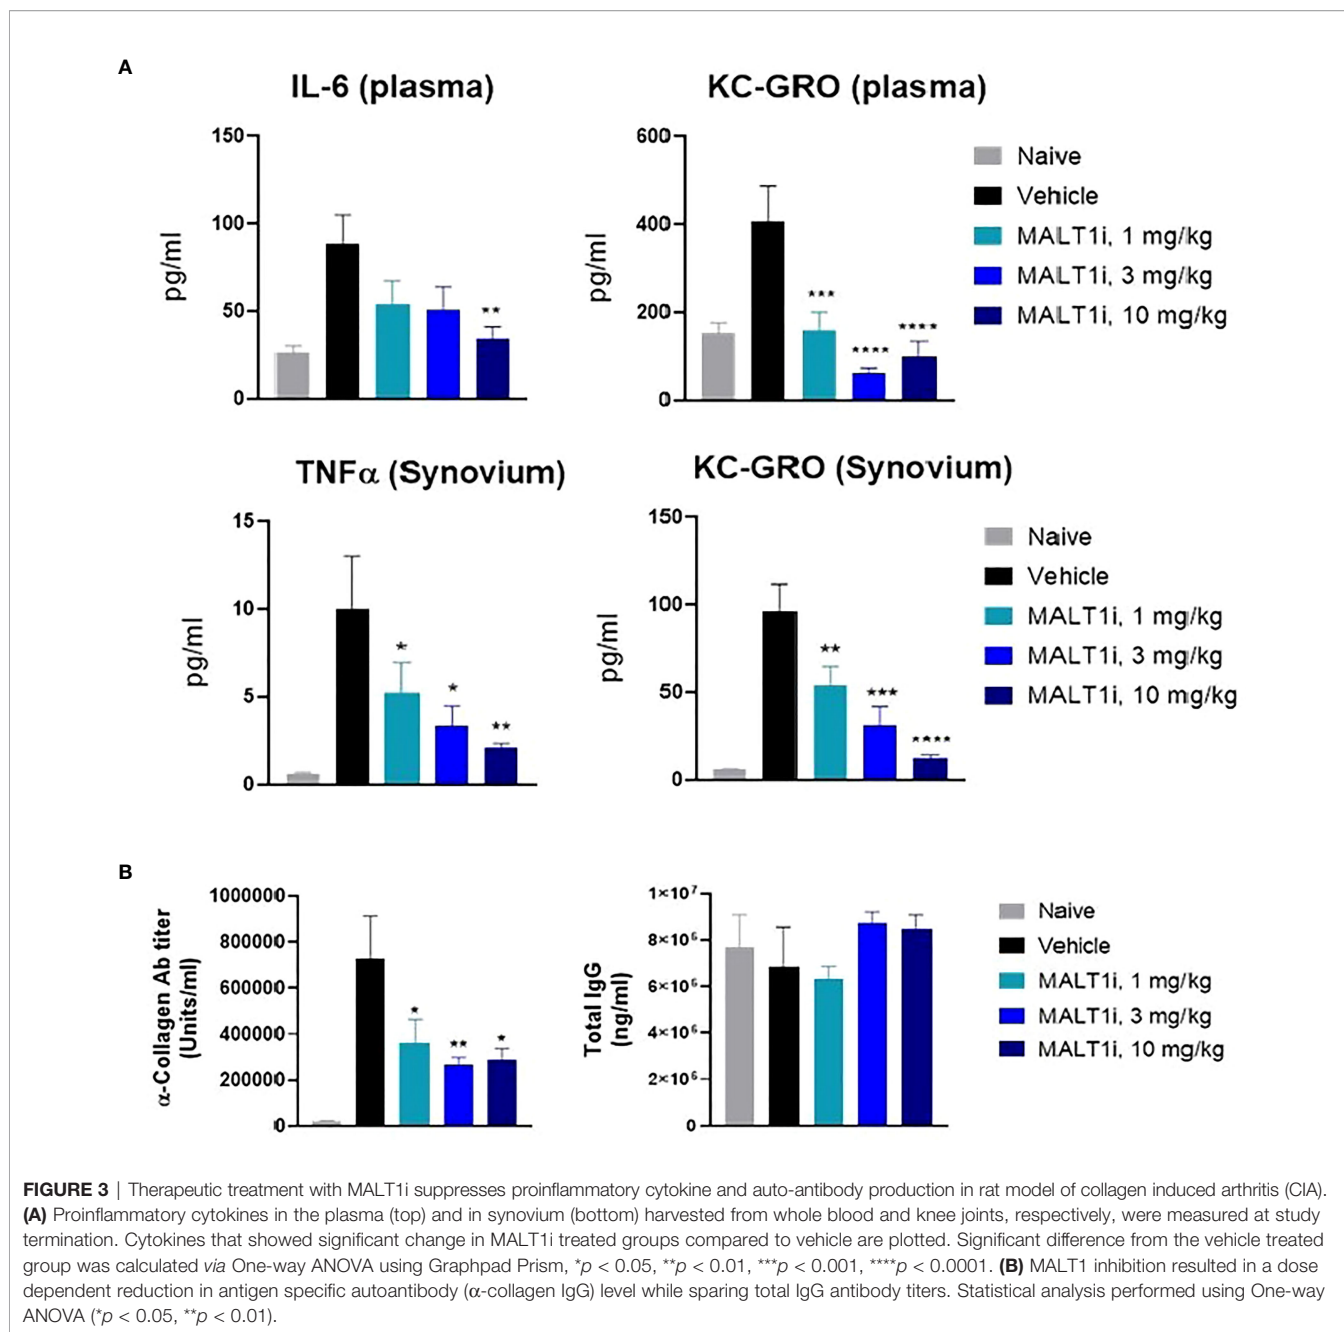 A
IL-6 (plasma)
KC-GRO (plasma)
150
100
50
0
pg/ml
**
600
400
200
0
pg/ml
***
****
****
Naive
Vehicle
MALT1i, 1 mg/kg
MALT1i, 3 mg/kg
MALT1i, 10 mg/kg
TNFα (Synovium)
KC-GRO (Synovium)
15
10
5
0
pg/ml
*
*
**
150
100
50
0
pg/ml
**
***
****
Naive
Vehicle
MALT1i, 1 mg/kg
MALT1i, 3 mg/kg
MALT1i, 10 mg/kg
B
1000000
800000
600000
400000
200000
0
α-Collagen Ab titer
(Units/ml)
*
**
*
1×10⁷
8×10⁶
6×10⁶
4×10⁶
2×10⁶
0
Total IgG
(ng/ml)
Naive
Vehicle
MALT1i, 1 mg/kg
MALT1i, 3 mg/kg
MALT1i, 10 mg/kg
FIGURE 3 | Therapeutic treatment with MALT1i suppresses proinflammatory cytokine and auto-antibody production in rat model of collagen induced arthritis (CIA).
(A) Proinflammatory cytokines in the plasma (top) and in synovium (bottom) harvested from whole blood and knee joints, respectively, were measured at study
termination. Cytokines that showed significant change in MALT1i treated groups compared to vehicle are plotted. Significant difference from the vehicle treated
group was calculated via One-way ANOVA using Graphpad Prism, *p < 0.05, **p < 0.01, ***p < 0.001, ****p < 0.0001. (B) MALT1 inhibition resulted in a dose
dependent reduction in antigen specific autoantibody (α-collagen IgG) level while sparing total IgG antibody titers. Statistical analysis performed using One-way
ANOVA (*p < 0.05, **p < 0.01).